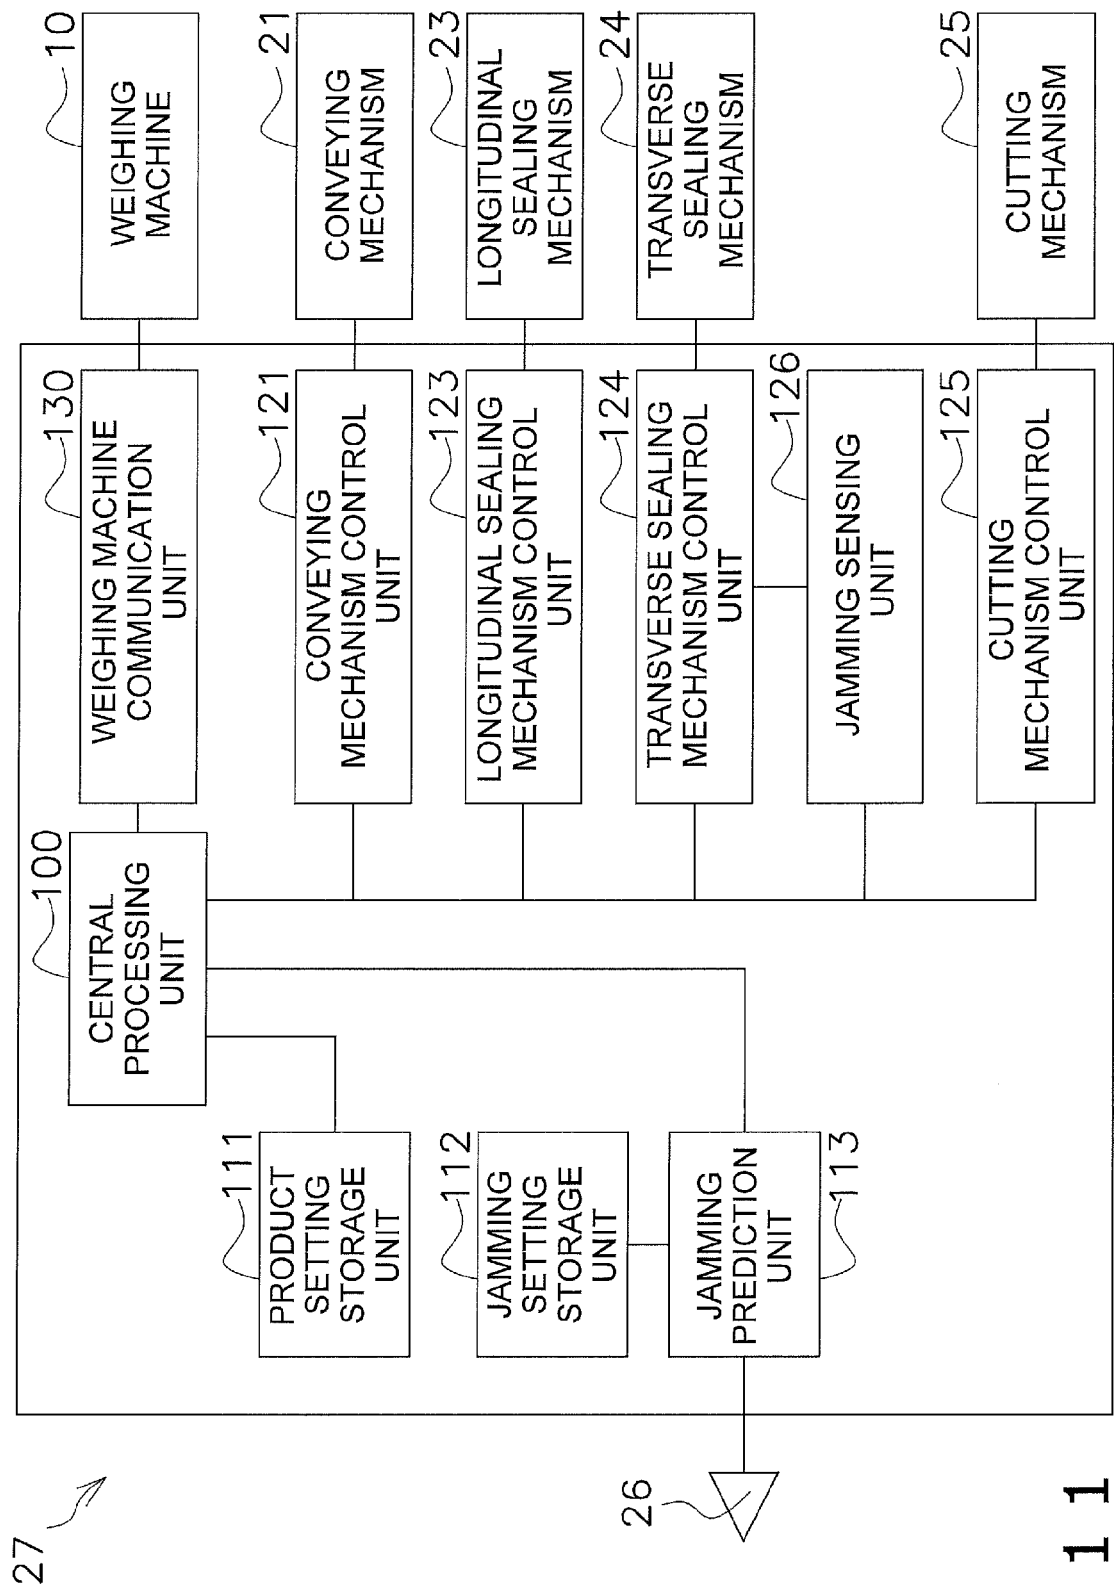 27
100
CENTRAL
PROCESSING
UNIT
130
WEIGHING MACHINE
COMMUNICATION
UNIT
10
WEIGHING
MACHINE
111
PRODUCT
SETTING
STORAGE
UNIT
121
CONVEYING
MECHANISM CONTROL
UNIT
21
CONVEYING
MECHANISM
112
JAMMING
SETTING
STORAGE
UNIT
123
LONGITUDINAL SEALING
MECHANISM CONTROL
UNIT
23
LONGITUDINAL
SEALING
MECHANISM
26
JAMMING
PREDICTION
UNIT
113
124
TRANSVERSE SEALING
MECHANISM CONTROL
UNIT
24
TRANSVERSE
SEALING
MECHANISM
126
JAMMING SENSING
UNIT
125
CUTTING
MECHANISM CONTROL
UNIT
25
CUTTING
MECHANISM
11